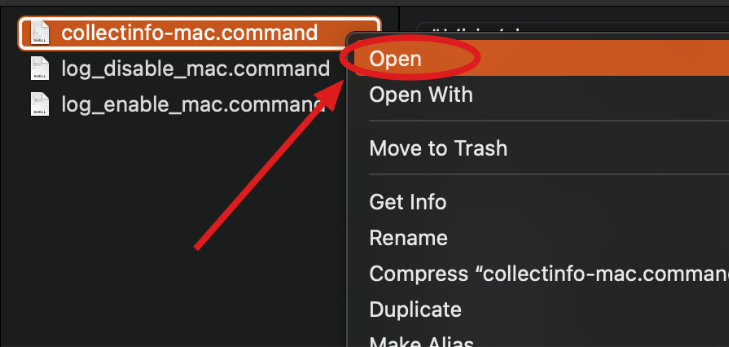 collectinfo-mac.command
log_disable_mac.command
log_enable_mac.command
Open
Open With
Move to Trash
Get Info
Rename
Compress “collectinfo-mac.comman
Duplicate
Make Alias